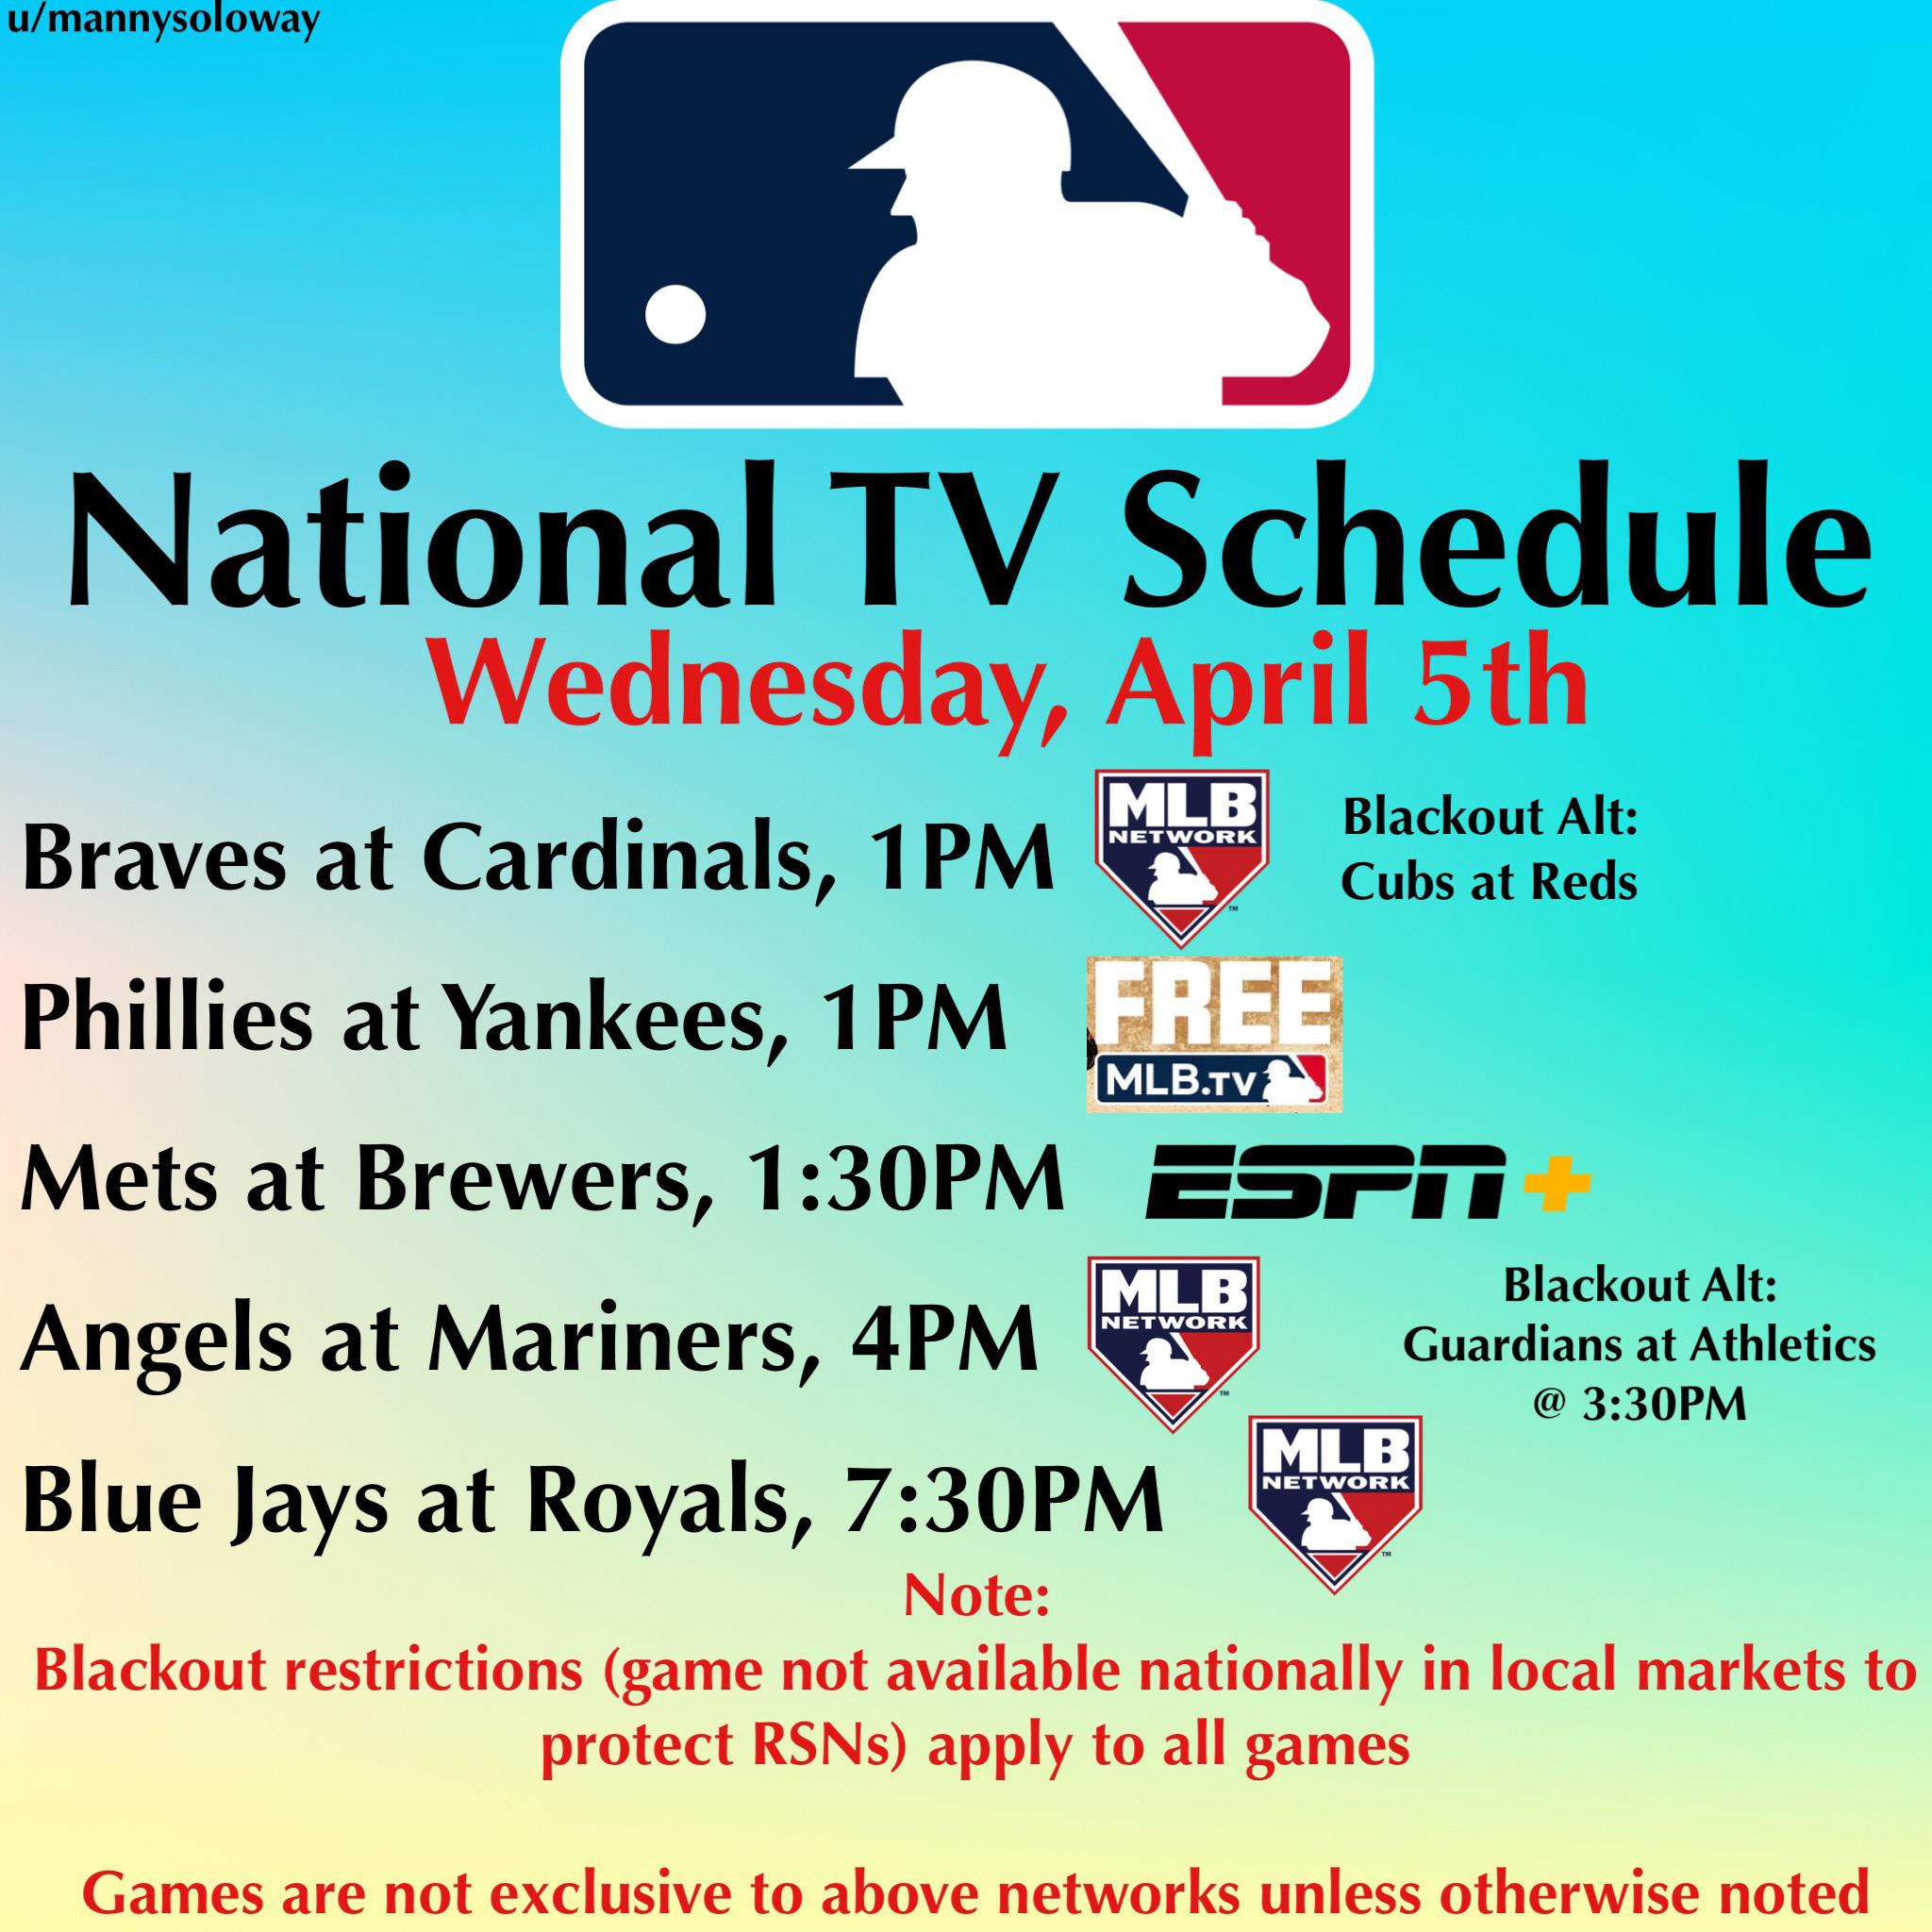 u/mannysoloway
National TV Schedule
Wednesday, April 5th
Braves at Cardinals, 1PM
MLB
NETWORK
TM
Blackout Alt:
Cubs at Reds
Phillies at Yankees, 1PM
FREE
MLB.TV
Mets at Brewers, 1:30PM
ESPN+
Angels at Mariners, 4PM
MLB
NETWORK
TM
Blackout Alt:
Guardians at Athletics
@ 3:30PM
Blue Jays at Royals, 7:30PM
MLB
NETWORK
TM
Note:
Blackout restrictions (game not available nationally in local markets to
protect RSNs) apply to all games
Games are not exclusive to above networks unless otherwise noted